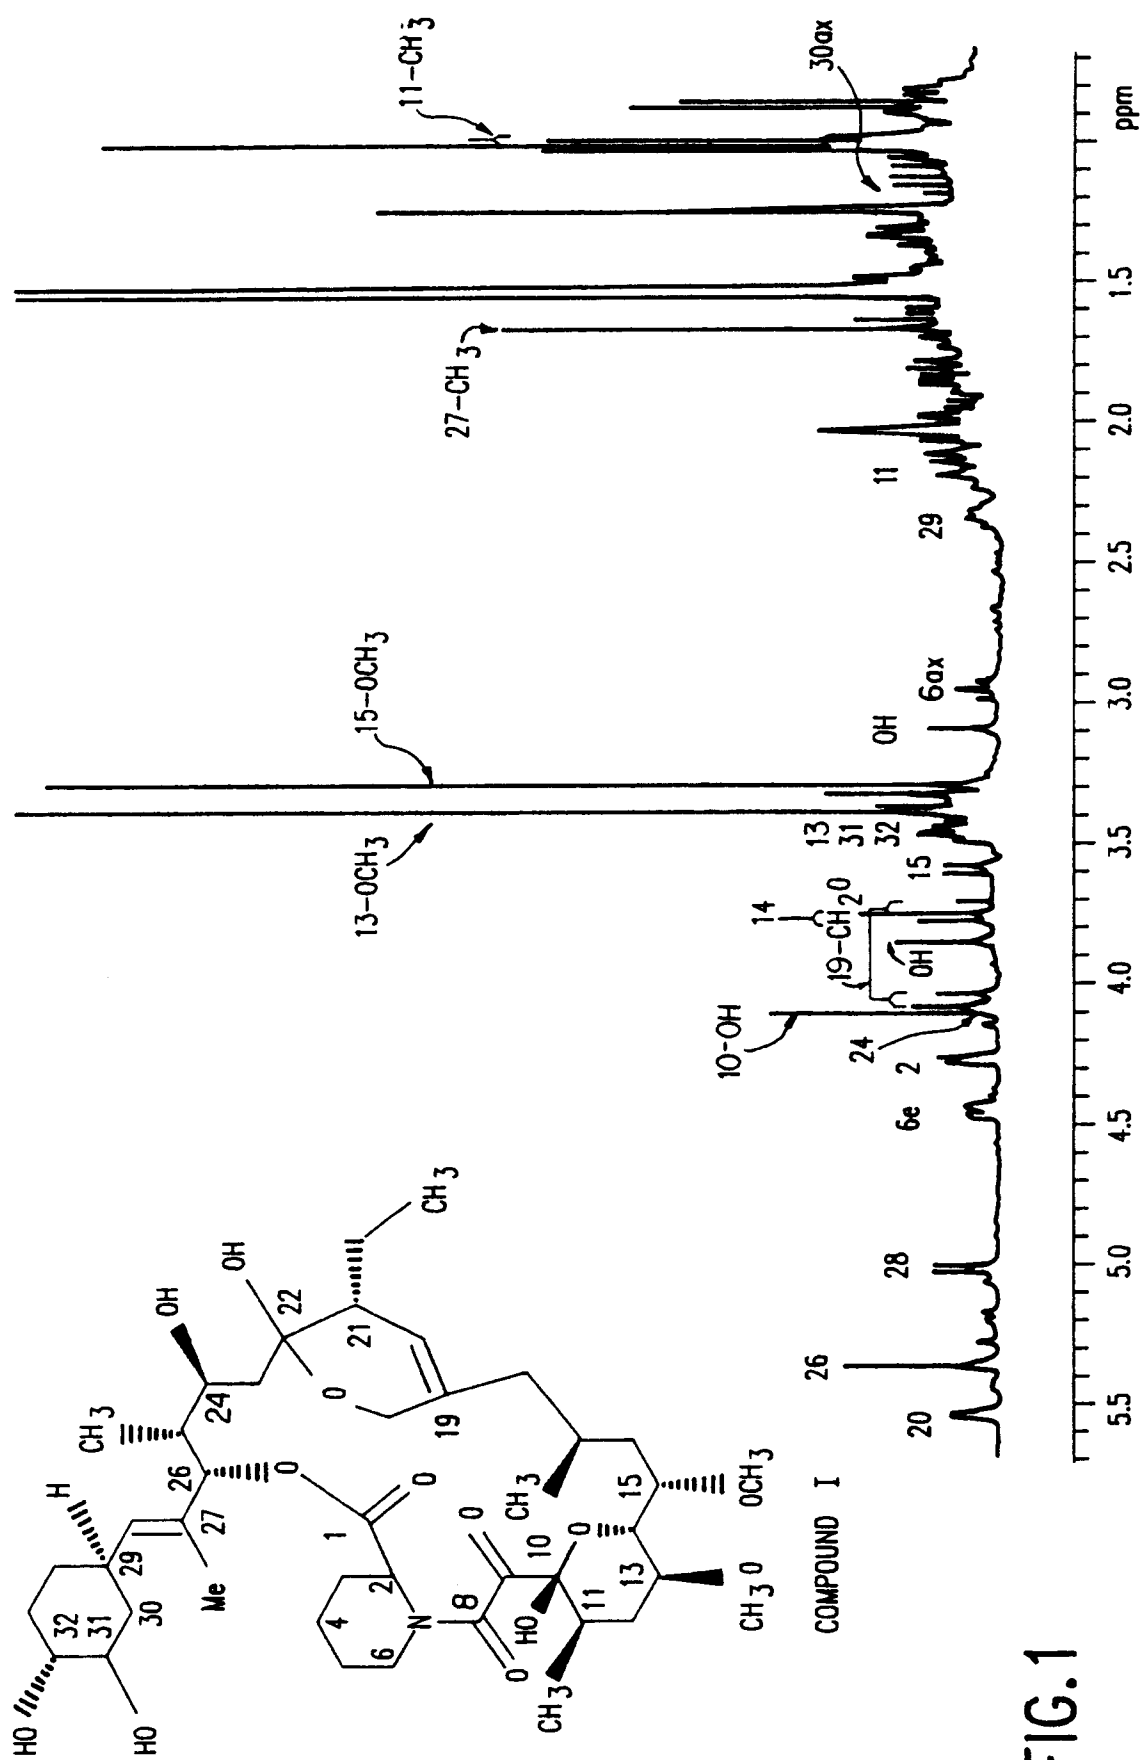 HO
HO
32
31
30
29
H
Me
27
26
CH3
24
OH
OH
22
21
CH3
O
19
O
O
1
2
4
6
N
8
O
O
10
HO
11
O
13
15
CH3
CH3
CH3O
OCH3
COMPOUND I
20
26
28
6e
2
24
10-OH
OH
19-CH2O
14
15
13
31
32
13-OCH3
15-OCH3
OH
6ax
29
11
27-CH3
11-CH3
30ax
5.5
5.0
4.5
4.0
3.5
3.0
2.5
2.0
1.5
ppm
FIG.1